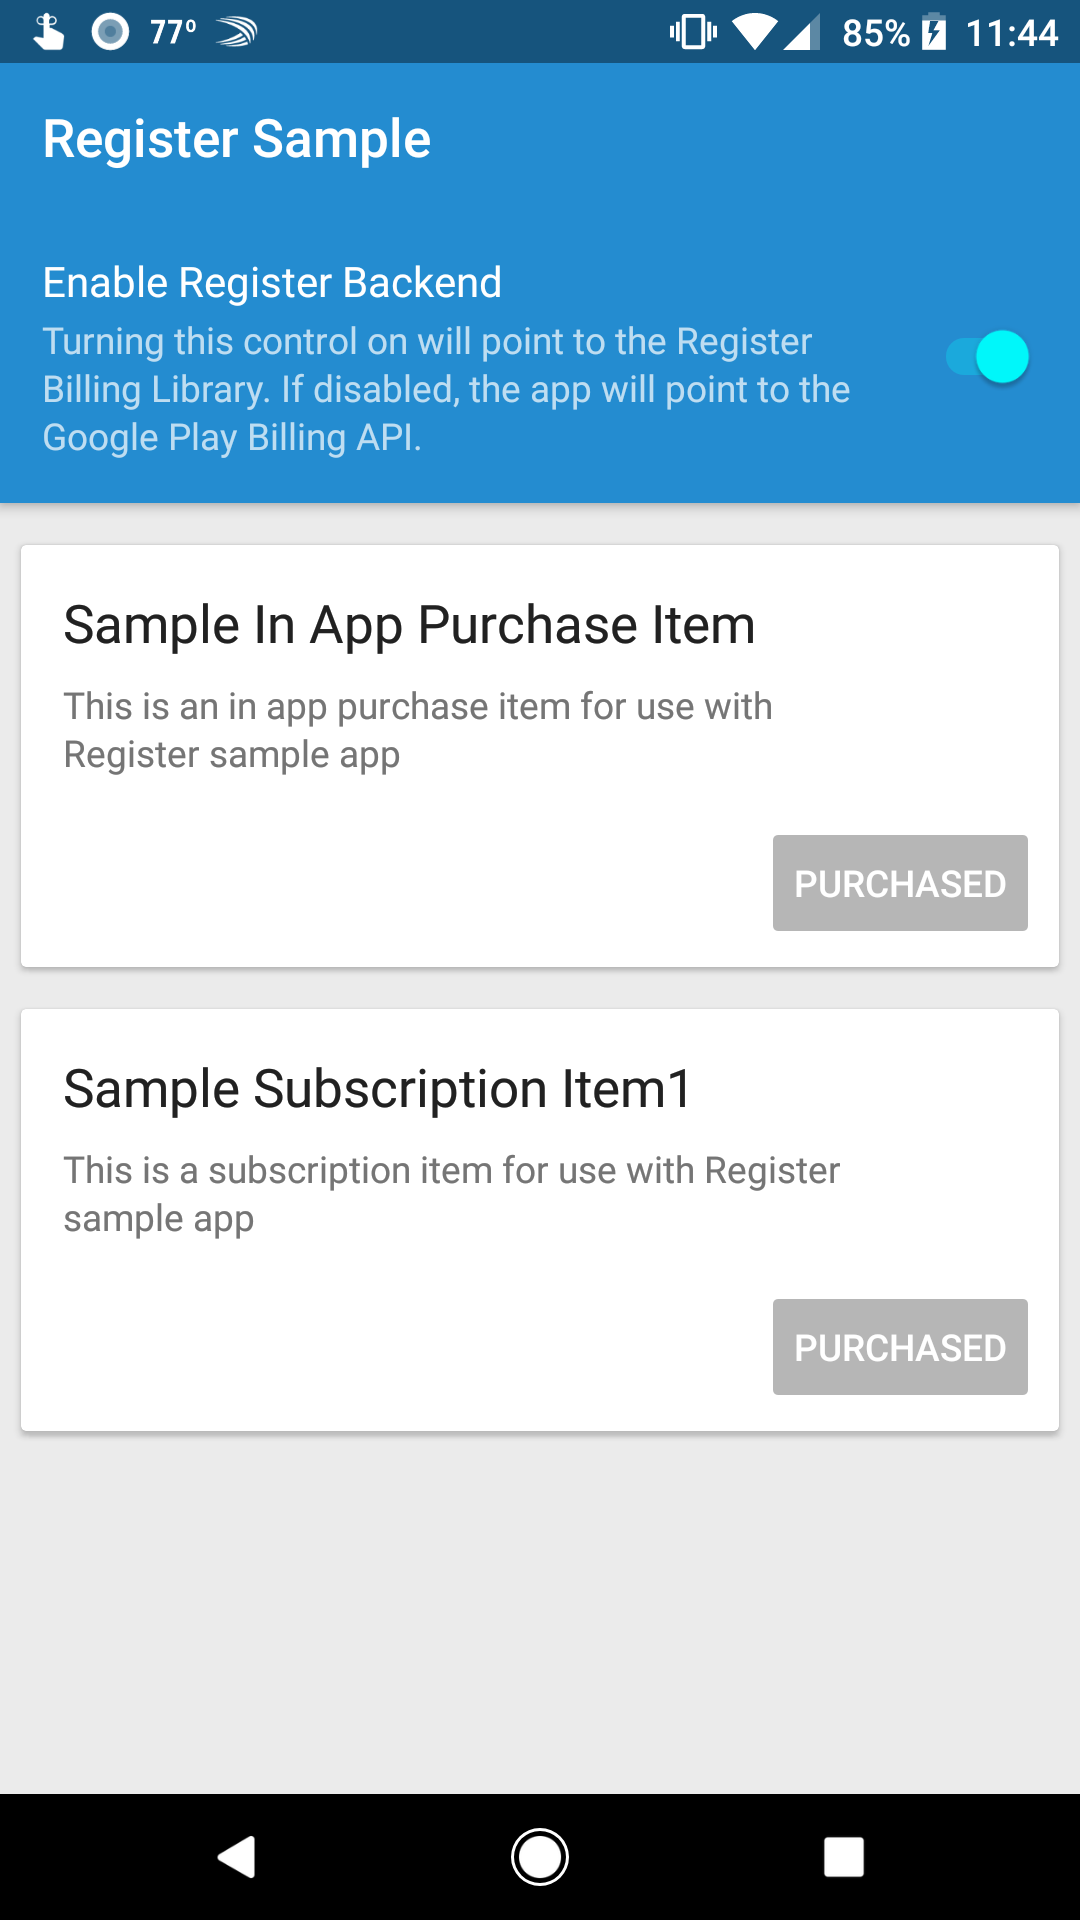 77° 85% 11:44
Register Sample
Enable Register Backend
Turning this control on will point to the Register
Billing Library. If disabled, the app will point to the
Google Play Billing API.
Sample In App Purchase Item
This is an in app purchase item for use with
Register sample app
PURCHASED
Sample Subscription Item1
This is a subscription item for use with Register
sample app
PURCHASED